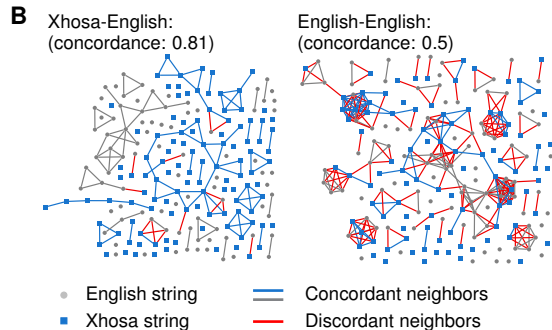 B
Xhosa-English:
(concordance: 0.81)
English-English:
(concordance: 0.5)
English string
Concordant neighbors
Xhosa string
Discordant neighbors